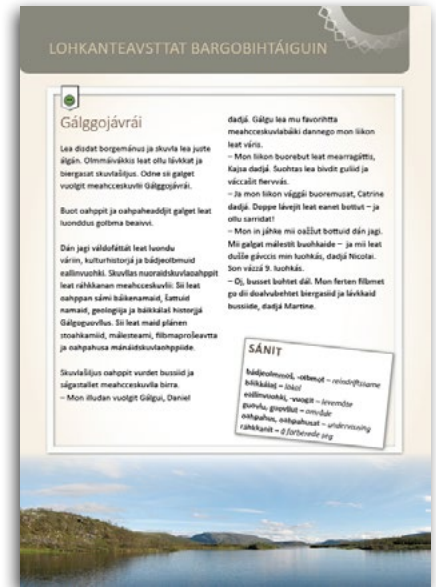 LOHKANTEAVSTTAT BARGOBIHTÁIGUIN
Gálggojávrái
Lea disdat borgemánus ja skuvla lea juste
álgán. Olmmáivákkis leat ollu lávkkat ja
biergasat skuvlašiljus. Odne sii galget
vuolgit meahcceskuvlii Gálggojávrái.
Buot oahppit ja oahpaheaddjit galget leat
luonddus golbma beaivvi.
Dán jagi váldofáttát leat luondu
váriin, kulturhistorjá ja bádjeolbmuid
eallinvuohki. Skuvllas nuoraidskuvlaoahppit
leat ráhkkanan meahcceskuvlii: Sii leat
oahppan sámi báikenamaid, šattuid
namaid, geologiija ja báikkálaš historjjá
Gálgoguovllus. Sii leat maid plánen
stoahkamiid, málesteami, filbmaprošeavtta
ja oahpahusa mánáidskuvlaohppiide.
Skuvlašiljus oahppit vurdet bussiid ja
ságastallet meahcceskuvlla birra.
– Mon illudan vuolgit Gálgui, Daniel
dadjá. Gálgu lea mu favorihtta
meahcceskuvlabáiki dannego mon liikon
leat váris.
– Mon liikon buorebut leat mearragáttis,
Kajsa dadjá. Suohtas lea bivdit guliid ja
váccašit fiervvás.
– Ja mon liikon vággái buoremusat, Catrine
dadjá. Doppe lávejit leat eanet bottut – ja
ollu sarridat!
– Mon in jáhke mii oažžut bottuid dán jagi.
Mii galgat málestit buohkaide – ja mii leat
dušše gávccis min luohkás, dadjá Nicolai.
Son vázzá 9. luohkás.
– Oj, busset bohtet dál. Mon ferten filbmet
go dii doalvubehtet biergasiid ja lávkkaid
bussiide, dadjá Martine.
SÁNIT
bádjeolmmoš, -olbmot – reindriftssame
báikkálaš – lokal
eallinvuohki, -vuogit – levemåte
guovlu, guovllut – område
oahpahus, oahpahusat – undervisning
ráhkkanit – å forberede seg